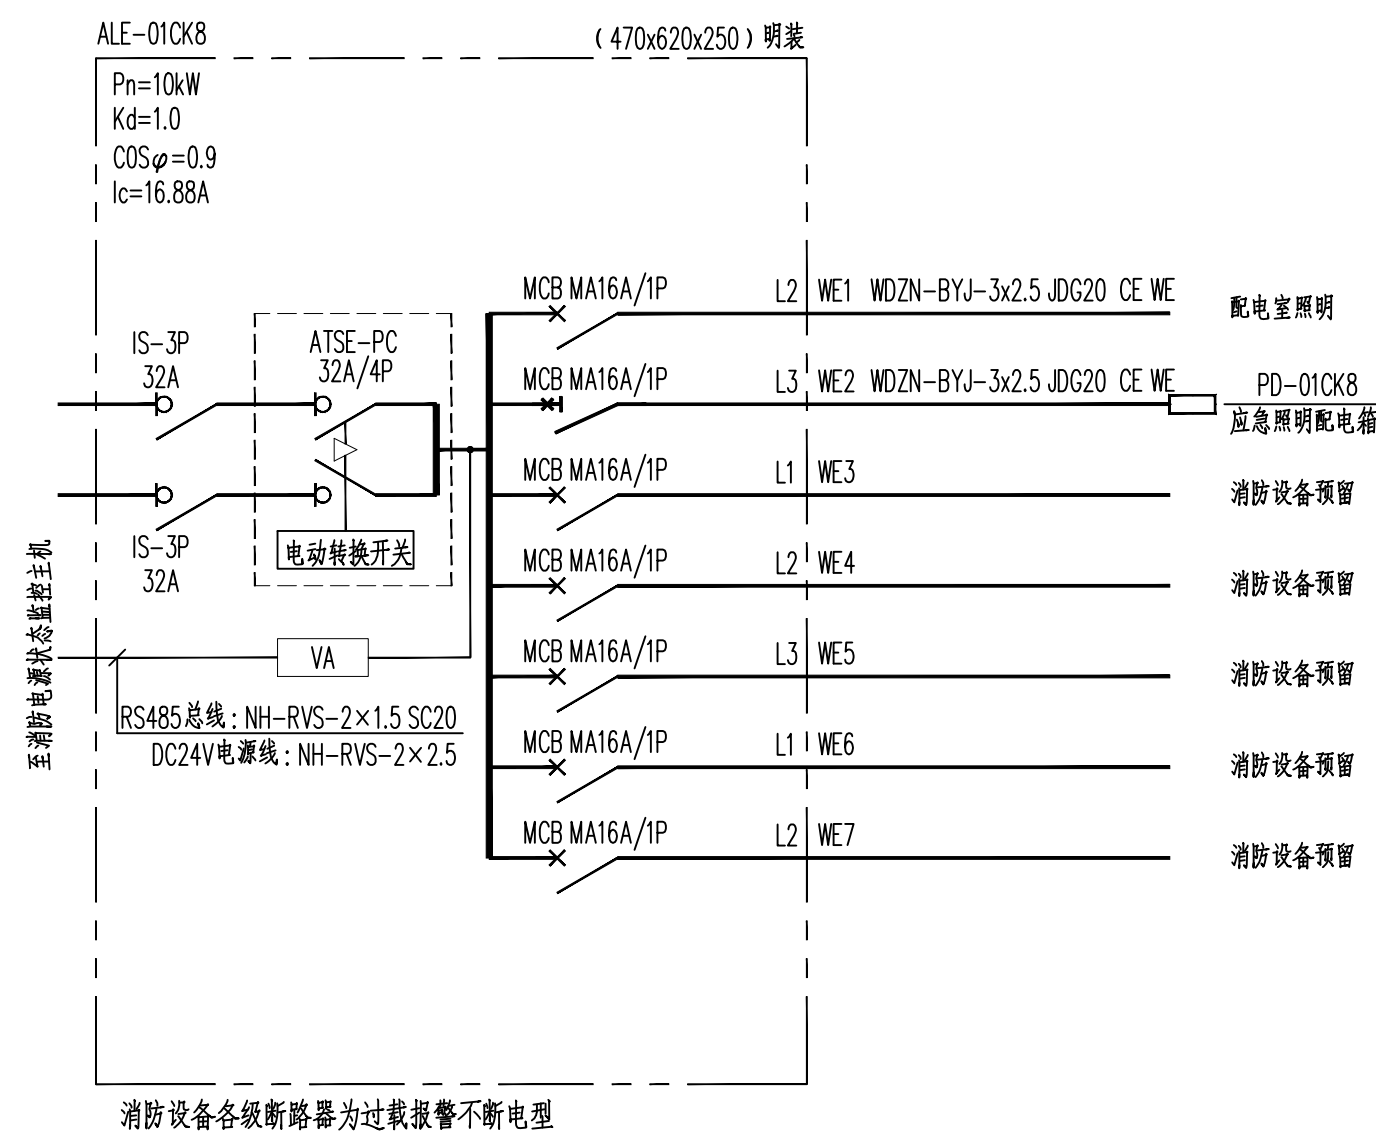 ALE-01CK8
(470x620x250)明装
Pn=10kW
Kd=1.0
COSφ=0.9
Ic=16.88A
MCB MA16A/1P L2 WE1 WDZN-BYJ-3x2.5 JDG20 CE WE 配电室照明
IS-3P
32A
ATSE-PC
32A/4P
MCB MA16A/1P L3 WE2 WDZN-BYJ-3x2.5 JDG20 CE WE PD-01CK8
应急照明配电箱
MCB MA16A/1P L1 WE3 消防设备预留
IS-3P
32A
电动转换开关
MCB MA16A/1P L2 WE4 消防设备预留
至消防电源状态监控主机
VA
MCB MA16A/1P L3 WE5 消防设备预留
RS485总线:NH-RVS-2×1.5 SC20
DC24V电源线:NH-RVS-2×2.5
MCB MA16A/1P L1 WE6 消防设备预留
MCB MA16A/1P L2 WE7 消防设备预留
消防设备各级断路器为过载报警不断电型